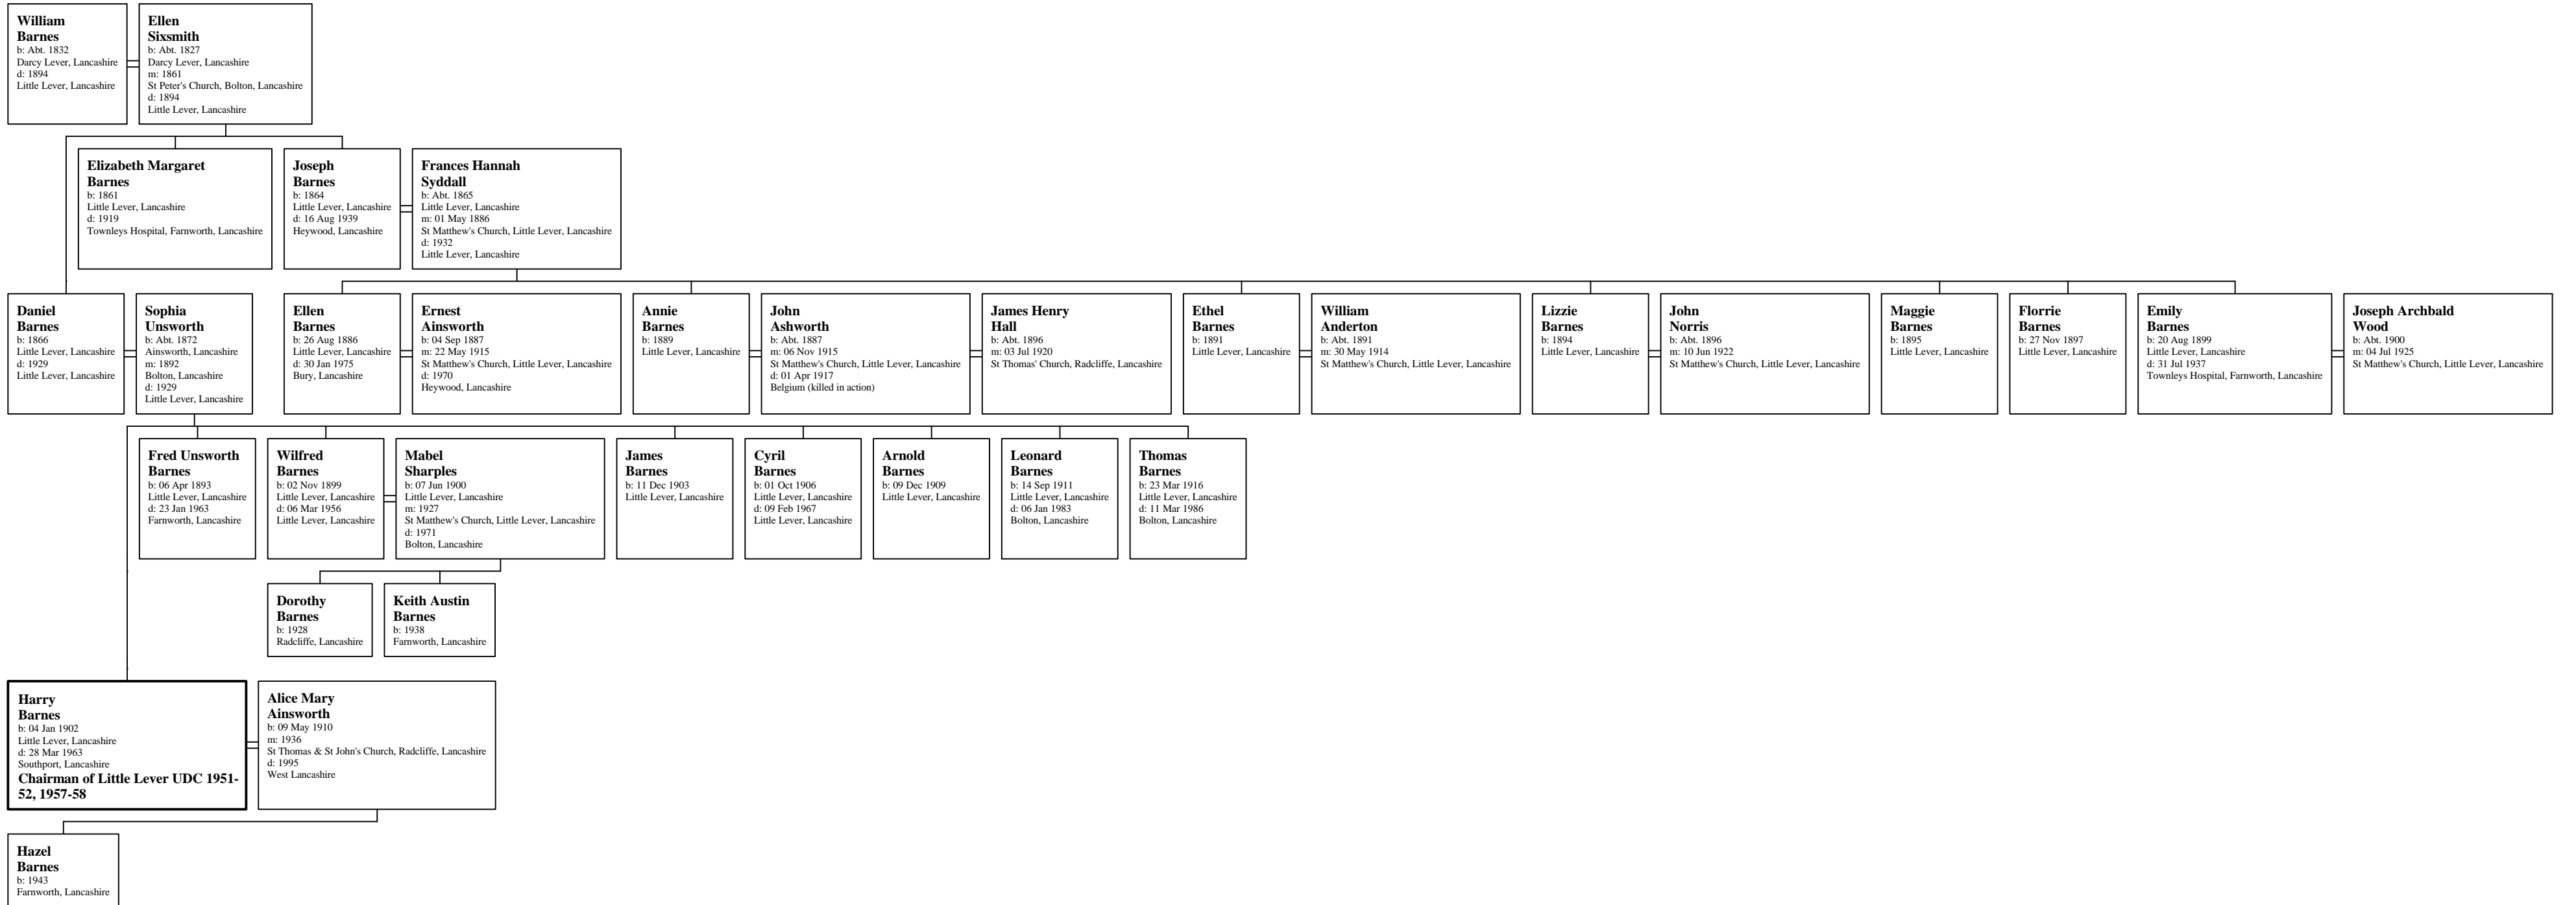 William
Barnes
b: Abt. 1832
Darcy Lever, Lancashire
d: 1894
Little Lever, Lancashire
Ellen
Sixsmith
b: Abt. 1827
Darcy Lever, Lancashire
m: 1861
St Peter's Church, Bolton, Lancashire
d: 1894
Little Lever, Lancashire
Elizabeth Margaret
Barnes
b: 1861
Little Lever, Lancashire
d: 1919
Townleys Hospital, Farnworth, Lancashire
Joseph
Barnes
b: 1864
Little Lever, Lancashire
d: 16 Aug 1939
Heywood, Lancashire
Frances Hannah
Syddall
b: Abt. 1865
Little Lever, Lancashire
m: 01 May 1886
St Matthew's Church, Little Lever, Lancashire
d: 1932
Little Lever, Lancashire
Daniel
Barnes
b: 1866
Little Lever, Lancashire
d: 1929
Little Lever, Lancashire
Sophia
Unsworth
b: Abt. 1872
Ainsworth, Lancashire
m: 1892
Bolton, Lancashire
d: 1929
Little Lever, Lancashire
Ellen
Barnes
b: 26 Aug 1886
Little Lever, Lancashire
d: 30 Jan 1975
Bury, Lancashire
Ernest
Ainsworth
b: 04 Sep 1887
m: 22 May 1915
St Matthew's Church, Little Lever, Lancashire
d: 1970
Heywood, Lancashire
Annie
Barnes
b: 1889
Little Lever, Lancashire
John
Ashworth
b: Abt. 1887
m: 06 Nov 1915
St Matthew's Church, Little Lever, Lancashire
d: 01 Apr 1917
Belgium (killed in action)
James Henry
Hall
b: Abt. 1896
m: 03 Jul 1920
St Thomas' Church, Radcliffe, Lancashire
Ethel
Barnes
b: 1891
Little Lever, Lancashire
William
Anderton
b: Abt. 1891
m: 30 May 1914
St Matthew's Church, Little Lever, Lancashire
Lizzie
Barnes
b: 1894
Little Lever, Lancashire
John
Norris
b: Abt. 1896
m: 10 Jun 1922
St Matthew's Church, Little Lever, Lancashire
Maggie
Barnes
b: 1895
Little Lever, Lancashire
Florrie
Barnes
b: 27 Nov 1897
Little Lever, Lancashire
Emily
Barnes
b: 20 Aug 1899
Little Lever, Lancashire
d: 31 Jul 1937
Townleys Hospital, Farnworth, Lancashire
Joseph Archbald
Wood
b: Abt. 1900
m: 04 Jul 1925
St Matthew's Church, Little Lever, Lancashire
Fred Unsworth
Barnes
b: 06 Apr 1893
Little Lever, Lancashire
d: 23 Jan 1963
Farnworth, Lancashire
Wilfred
Barnes
b: 02 Nov 1899
Little Lever, Lancashire
d: 06 Mar 1956
Little Lever, Lancashire
Mabel
Sharples
b: 07 Jun 1900
Little Lever, Lancashire
m: 1927
St Matthew's Church, Little Lever, Lancashire
d: 1971
Bolton, Lancashire
James
Barnes
b: 11 Dec 1903
Little Lever, Lancashire
Cyril
Barnes
b: 01 Oct 1906
Little Lever, Lancashire
d: 09 Feb 1967
Little Lever, Lancashire
Arnold
Barnes
b: 09 Dec 1909
Little Lever, Lancashire
Leonard
Barnes
b: 14 Sep 1911
Little Lever, Lancashire
d: 06 Jan 1983
Bolton, Lancashire
Thomas
Barnes
b: 23 Mar 1916
Little Lever, Lancashire
d: 11 Mar 1986
Bolton, Lancashire
Dorothy
Barnes
b: 1928
Radcliffe, Lancashire
Keith Austin
Barnes
b: 1938
Farnworth, Lancashire
Harry
Barnes
b: 04 Jan 1902
Little Lever, Lancashire
d: 28 Mar 1963
Southport, Lancashire
Chairman of Little Lever UDC 1951-
52, 1957-58
Alice Mary
Ainsworth
b: 09 May 1910
m: 1936
St Thomas & St John's Church, Radcliffe, Lancashire
d: 1995
West Lancashire
Hazel
Barnes
b: 1943
Farnworth, Lancashire